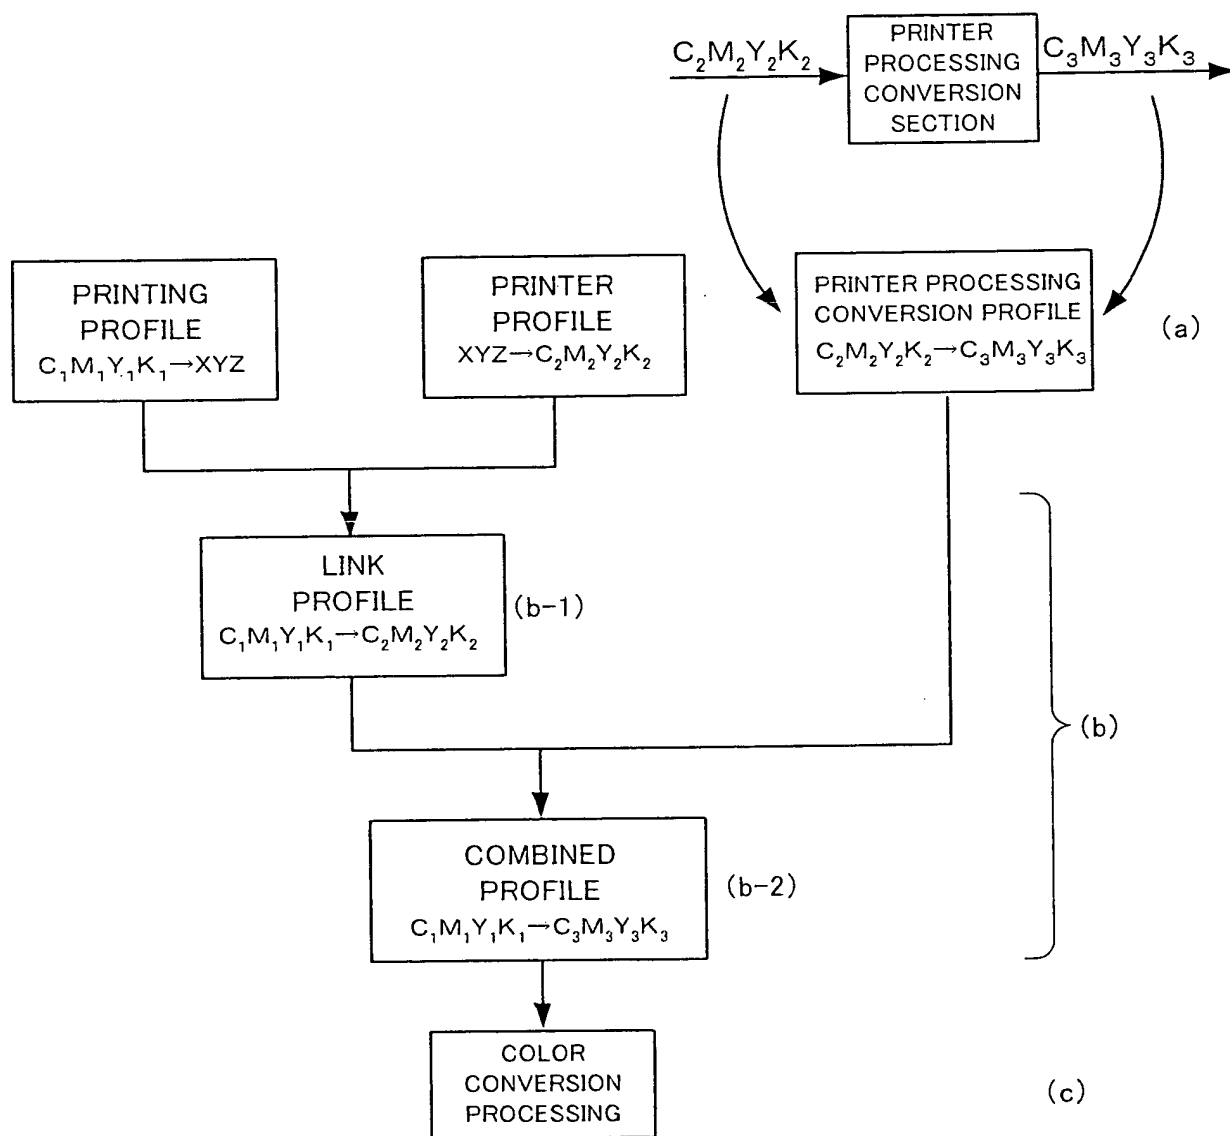 C₂M₂Y₂K₂
PRINTER
PROCESSING
CONVERSION
SECTION
C₃M₃Y₃K₃
PRINTING
PROFILE
C₁M₁Y₁K₁→XYZ
PRINTER
PROFILE
XYZ→C₂M₂Y₂K₂
PRINTER PROCESSING
CONVERSION PROFILE
C₂M₂Y₂K₂→C₃M₃Y₃K₃
(a)
LINK
PROFILE
C₁M₁Y₁K₁→C₂M₂Y₂K₂
(b-1)
(b)
COMBINED
PROFILE
C₁M₁Y₁K₁→C₃M₃Y₃K₃
(b-2)
COLOR
CONVERSION
PROCESSING
(c)